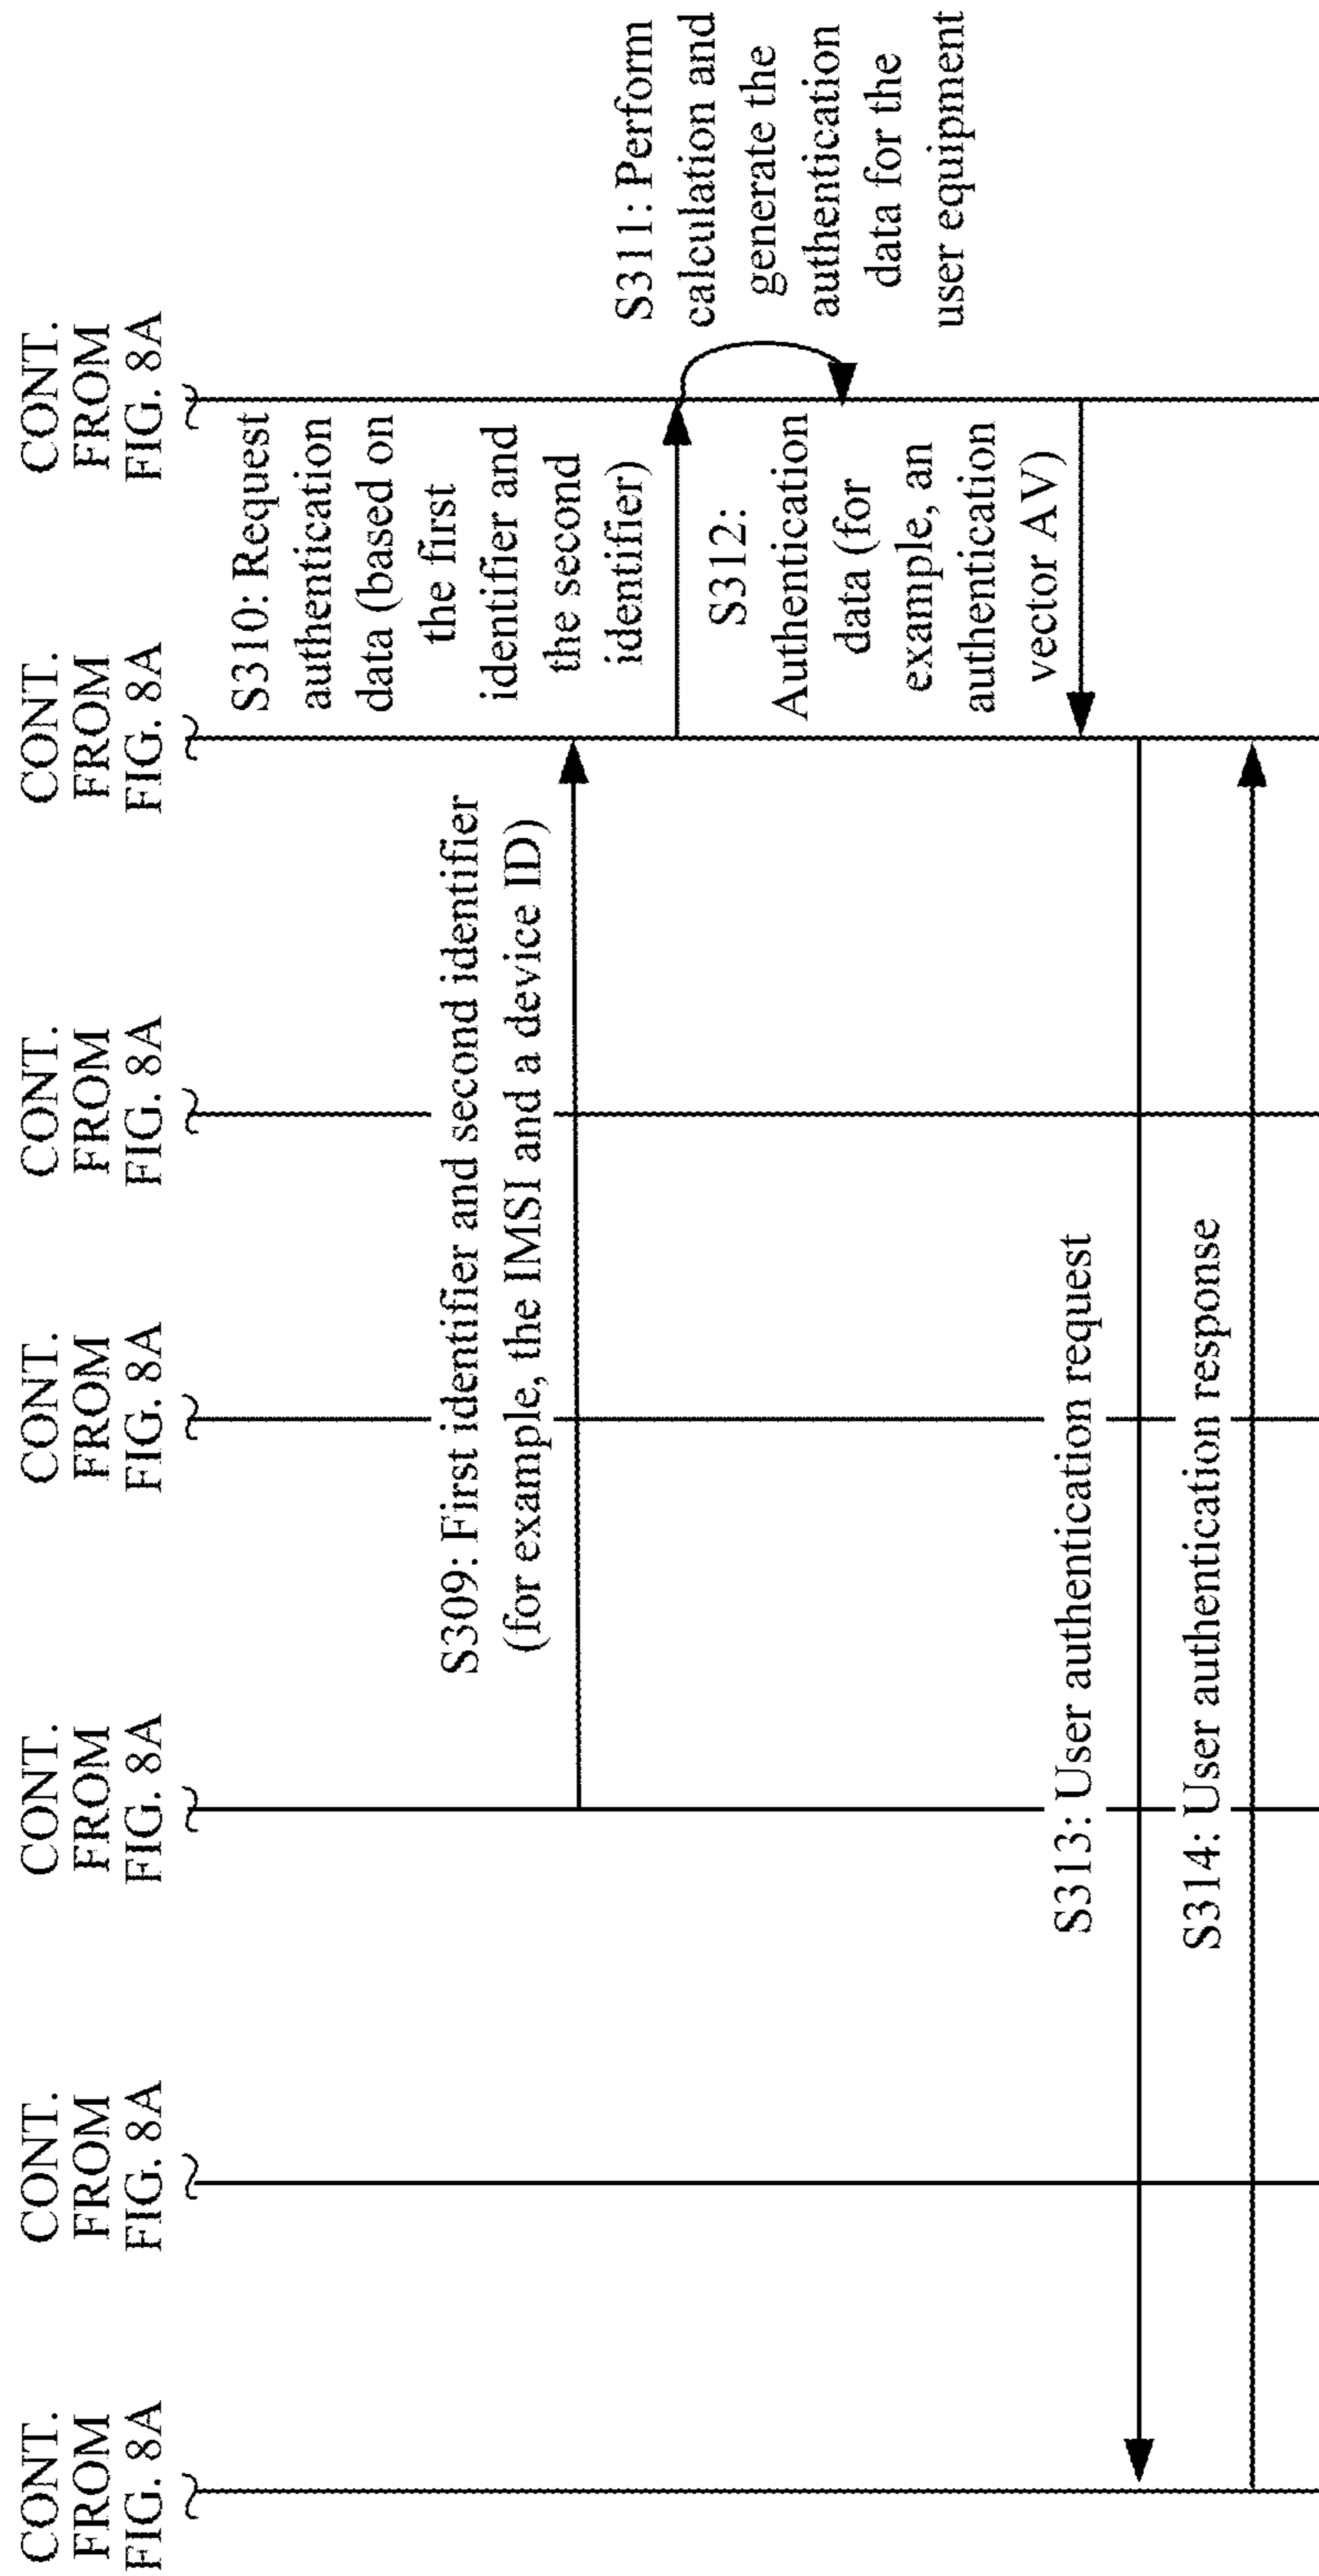 CONT.
FROM
FIG. 8A
CONT.
FROM
FIG. 8A
CONT.
FROM
FIG. 8A
CONT.
FROM
FIG. 8A
CONT.
FROM
FIG. 8A
CONT.
FROM
FIG. 8A
CONT.
FROM
FIG. 8A
S309: First identifier and second identifier
(for example, the IMSI and a device ID)
S310: Request
authentication
data (based on
the first
identifier and
the second
identifier)
S311: Perform
calculation and
generate the
authentication
data for the
user equipment
S312:
Authentication
data (for
example, an
authentication
vector AV)
S313: User authentication request
S314: User authentication response